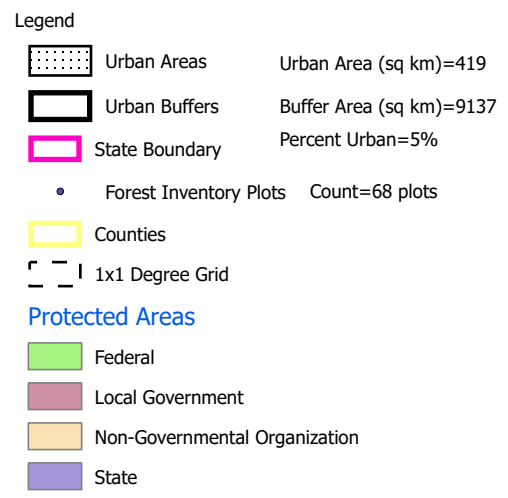 Legend
Urban Areas Urban Area (sq km)=419
Urban Buffers Buffer Area (sq km)=9137
State Boundary Percent Urban=5%
Forest Inventory Plots Count=68 plots
Counties
1x1 Degree Grid
Protected Areas
Federal
Local Government
Non-Governmental Organization
State